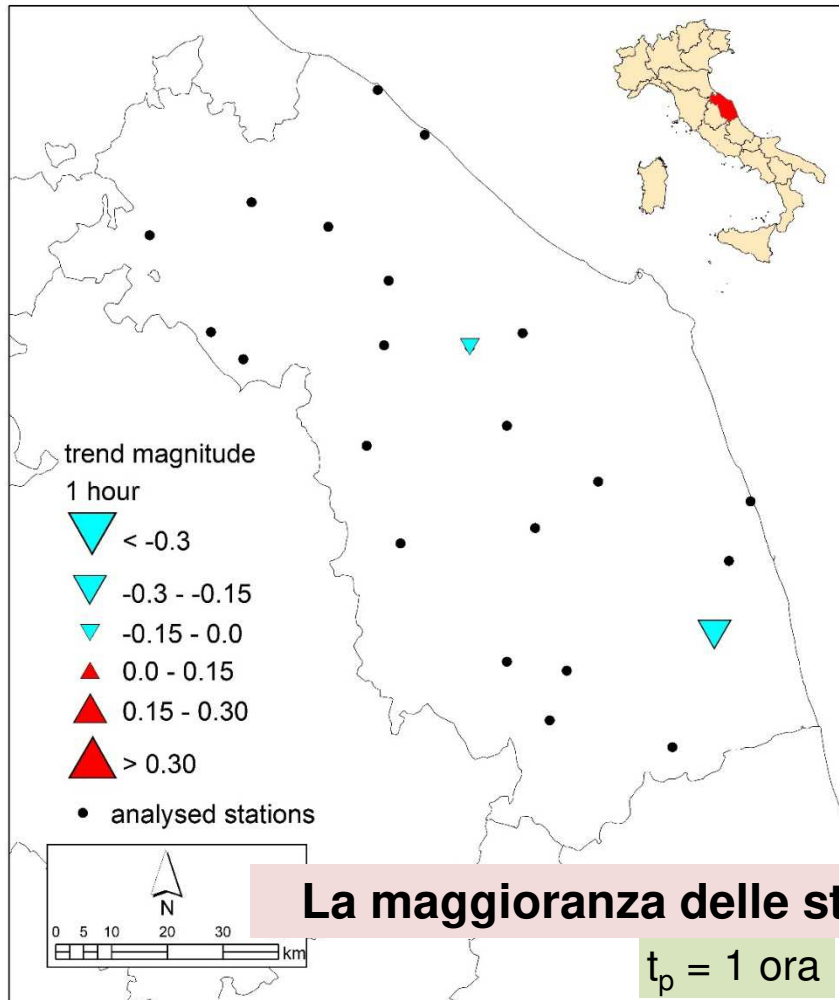 trend magnitude
1 hour
< -0.3
-0.3 - -0.15
-0.15 - 0.0
0.0 - 0.15
0.15 - 0.30
> 0.30
analysed stations
N
0 5 10 20 30
km
La maggioranza delle st
tp = 1 ora